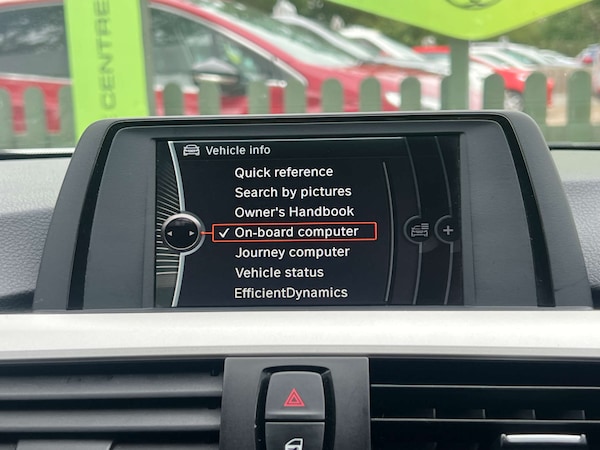 CENTRE
Vehicle info
Quick reference
Search by pictures
Owner's Handbook
✓ On-board computer
Journey computer
Vehicle status
EfficientDynamics